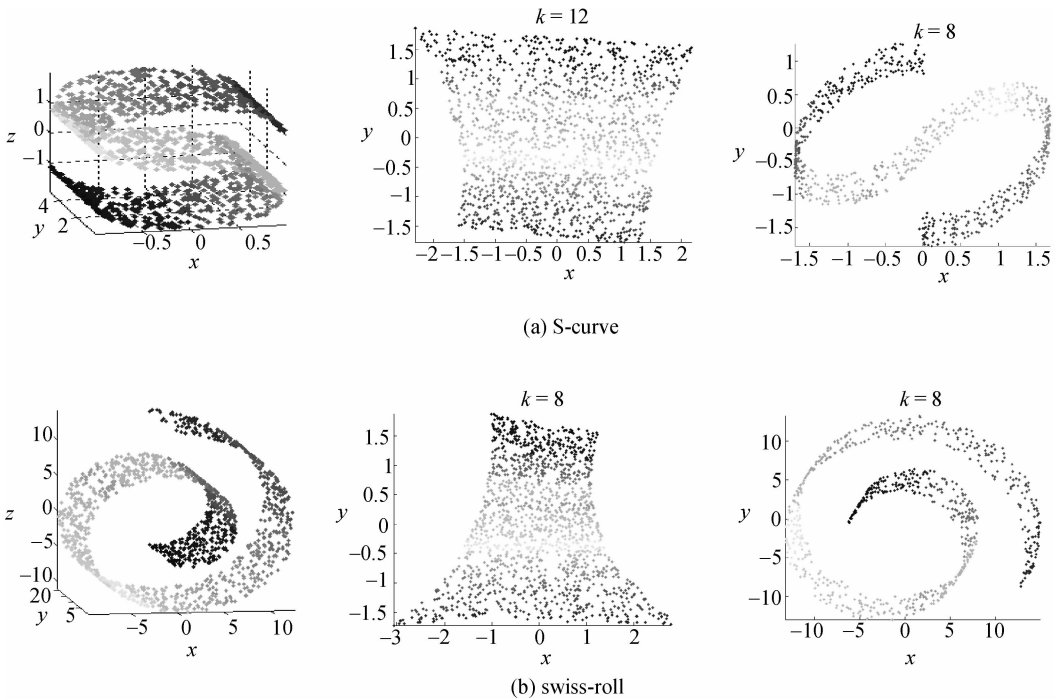 k = 12
k = 8
1
0
−1
z
4
2
y
−0.5
0
0.5
x
1.5
1
0.5
0
−0.5
−1
−1.5
y
−2 −1.5 −1 −0.5 0 0.5 1 1.5 2
x
1
0.5
0
−0.5
−1
−1.5
y
−1.5 −1 −0.5 0 0.5 1 1.5
x
(a) S-curve
k = 8
k = 8
10
5
0
−5
−10
z
20
5
y
−5 0 5 10
x
1.5
1
0.5
0
−0.5
−1
−1.5
y
−3 −2 −1 0 1 2
x
10
5
0
−5
−10
y
−10 −5 0 5 10
x
(b) swiss-roll